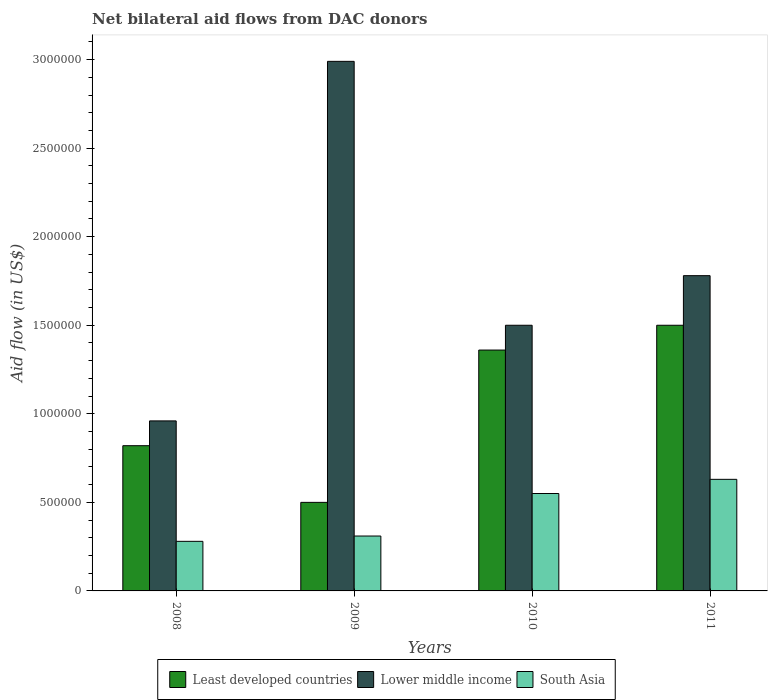 Net bilateral aid flows from DAC donors
Aid flow (in US$)
3000000
2500000
2000000
1500000
1000000
500000
0
2008
2009
2010
2011
Years
Least developed countries
Lower middle income
South Asia